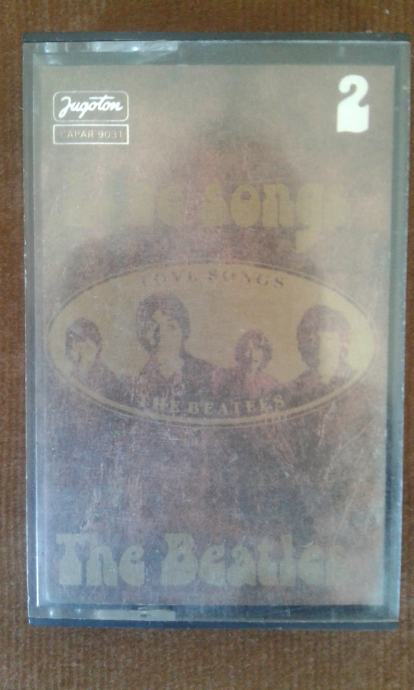 Jugoton
2
CAPAR 9031
love songs
LOVE SONGS
THE BEATLES
The Beatles